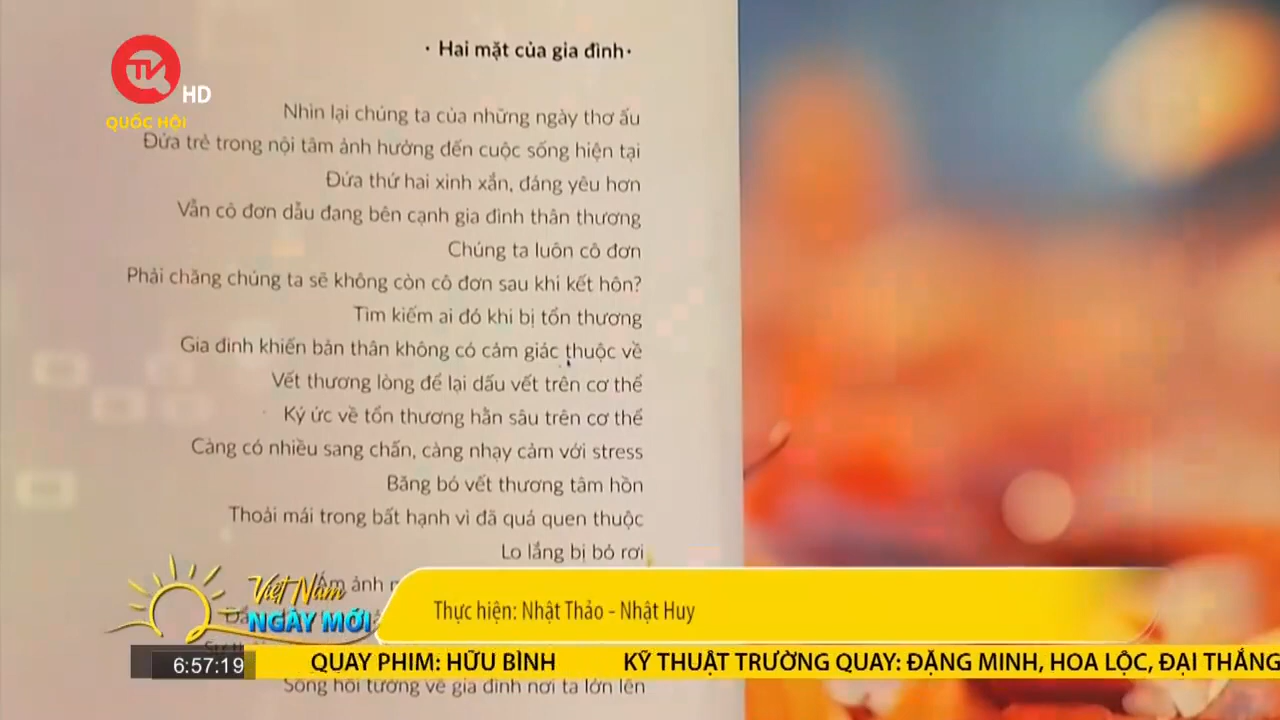 · Hai mặt của gia đình·
HD
QUỐC HỘI
Nhìn lại chúng ta của những ngày thơ ấu
Đứa trẻ trong nội tâm ảnh hưởng đến cuộc sống hiện tại
Đứa thứ hai xinh xắn, đáng yêu hơn
Vẫn cô đơn dẫu đang bên cạnh gia đình thân thương
Chúng ta luôn cô đơn
Phải chăng chúng ta sẽ không còn cô đơn sau khi kết hôn?
Tìm kiếm ai đó khi bị tổn thương
Gia đình khiến bản thân không có cảm giác thuộc về
Vết thương lòng để lại dấu vết trên cơ thể
Ký ức về tổn thương hằn sâu trên cơ thể
Càng có nhiều sang chấn, càng nhạy cảm với stress
Băng bó vết thương tâm hồn
Thoải mái trong bất hạnh vì đã quá quen thuộc
Lo lắng bị bỏ rơi
Ám ảnh
Việt Nam
NGÀY MỚI
Thực hiện: Nhật Thảo - Nhật Huy
6:57:19
QUAY PHIM: HỮU BÌNH
KỸ THUẬT TRƯỜNG QUAY: ĐẶNG MINH, HOA LỘC, ĐẠI THẮNG
Song hồi tưởng về gia đình nơi ta lớn lên